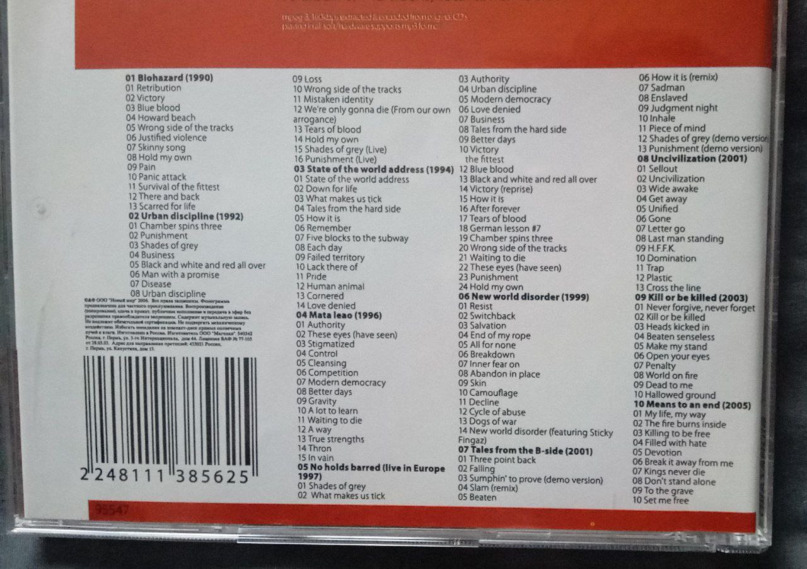 01 Biohazard (1990)
01 Retribution
02 Victory
03 Blue blood
04 Howard beach
05 Wrong side of the tracks
06 Justified violence
07 Skinny song
08 Hold my own
09 Pain
10 Panic attack
11 Survival of the fittest
12 There and back
13 Scarred for life
02 Urban discipline (1992)
01 Chamber spins three
02 Punishment
03 Shades of grey
04 Business
05 Black and white and red all over
06 Man with a promise
07 Disease
08 Urban discipline
2 248111 385625
95547
09 Loss
10 Wrong side of the tracks
11 Mistaken identity
12 We're only gonna die (From our own
arrogance)
13 Tears of blood
14 Hold my own
15 Shades of grey (Live)
16 Punishment (Live)
03 State of the world address (1994)
01 State of the world address
02 Down for life
03 What makes us tick
04 Tales from the hard side
05 How it is
06 Remember
07 Five blocks to the subway
08 Each day
09 Failed territory
10 Lack there of
11 Pride
12 Human animal
13 Cornered
14 Love denied
04 Mata leao (1996)
01 Authority
02 These eyes (have seen)
03 Stigmatized
04 Control
05 Cleansing
06 Competition
07 Modern democracy
08 Better days
09 Gravity
10 A lot to learn
11 Waiting to die
12 A way
13 True strengths
14 Thron
15 In vain
05 No holds barred (live in Europe
1997)
01 Shades of grey
02 What makes us tick
03 Authority
04 Urban discipline
05 Modern democracy
06 Love denied
07 Business
08 Tales from the hard side
09 Better days
10 Victory
the fittest
12 Blue blood
13 Black and white and red all over
14 Victory (reprise)
15 How it is
16 After forever
17 Tears of blood
18 German lesson #7
19 Chamber spins three
20 Wrong side of the tracks
21 Waiting to die
22 These eyes (have seen)
23 Punishment
24 Hold my own
06 New world disorder (1999)
01 Resist
02 Switchback
03 Salvation
04 End of my rope
05 All for none
06 Breakdown
07 Inner fear on
08 Abandon in place
09 Skin
10 Camouflage
11 Decline
12 Cycle of abuse
13 Dogs of war
14 New world disorder (featuring Sticky
Fingaz)
07 Tales from the B-side (2001)
01 Three point back
02 Falling
03 Sumphin' to prove (demo version)
04 Slam (remix)
05 Beaten
06 How it is (remix)
07 Sadman
08 Enslaved
09 Judgment night
10 Inhale
11 Piece of mind
12 Shades of grey (demo version
13 Punishment (demo version)
08 Uncivilization (2001)
01 Sellout
02 Uncivilization
03 Wide awake
04 Get away
05 Unified
06 Gone
07 Letter go
08 Last man standing
09 H.F.F.K.
10 Domination
11 Trap
12 Plastic
13 Cross the line
09 Kill or be killed (2003)
01 Never forgive, never forget
02 Kill or be killed
03 Heads kicked in
04 Beaten senseless
05 Make my stand
06 Open your eyes
07 Penalty
08 World on fire
09 Dead to me
10 Hallowed ground
10 Means to an end (2005)
01 My life, my way
02 The fire burns inside
03 Killing to be free
04 Filled with hate
05 Devotion
06 Break it away from me
07 Kings never die
08 Don't stand alone
09 To the grave
10 Set me free